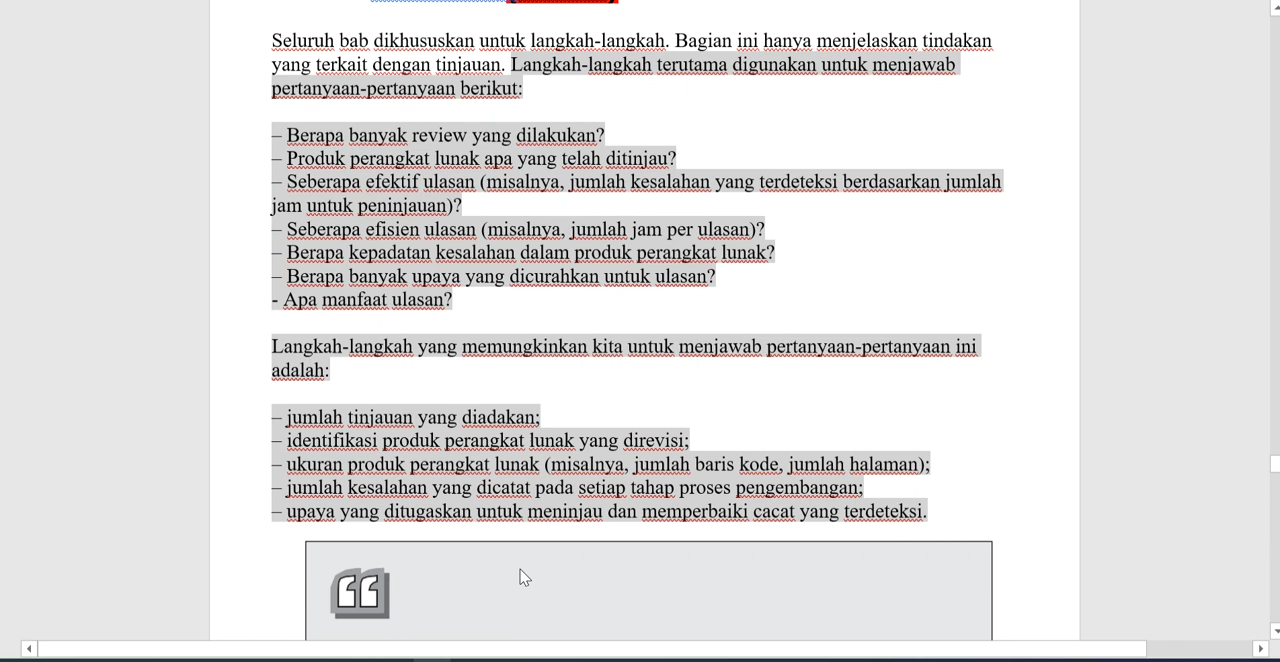 Seluruh bab dikhususkan untuk langkah-langkah. Bagian ini hanya menjelaskan tindakan
yang terkait dengan tinjauan. Langkah-langkah terutama digunakan untuk menjawab
pertanyaan-pertanyaan berikut:
– Berapa banyak review yang dilakukan?
– Produk perangkat lunak apa yang telah ditinjau?
– Seberapa efektif ulasan (misalnya, jumlah kesalahan yang terdeteksi berdasarkan jumlah
jam untuk peninjauan)?
– Seberapa efisien ulasan (misalnya, jumlah jam per ulasan)?
– Berapa kepadatan kesalahan dalam produk perangkat lunak?
– Berapa banyak upaya yang dicurahkan untuk ulasan?
- Apa manfaat ulasan?
Langkah-langkah yang memungkinkan kita untuk menjawab pertanyaan-pertanyaan ini
adalah:
– jumlah tinjauan yang diadakan;
– identifikasi produk perangkat lunak yang direvisi;
– ukuran produk perangkat lunak (misalnya, jumlah baris kode, jumlah halaman);
– jumlah kesalahan yang dicatat pada setiap tahap proses pengembangan;
– upaya yang ditugaskan untuk meninjau dan memperbaiki cacat yang terdeteksi.